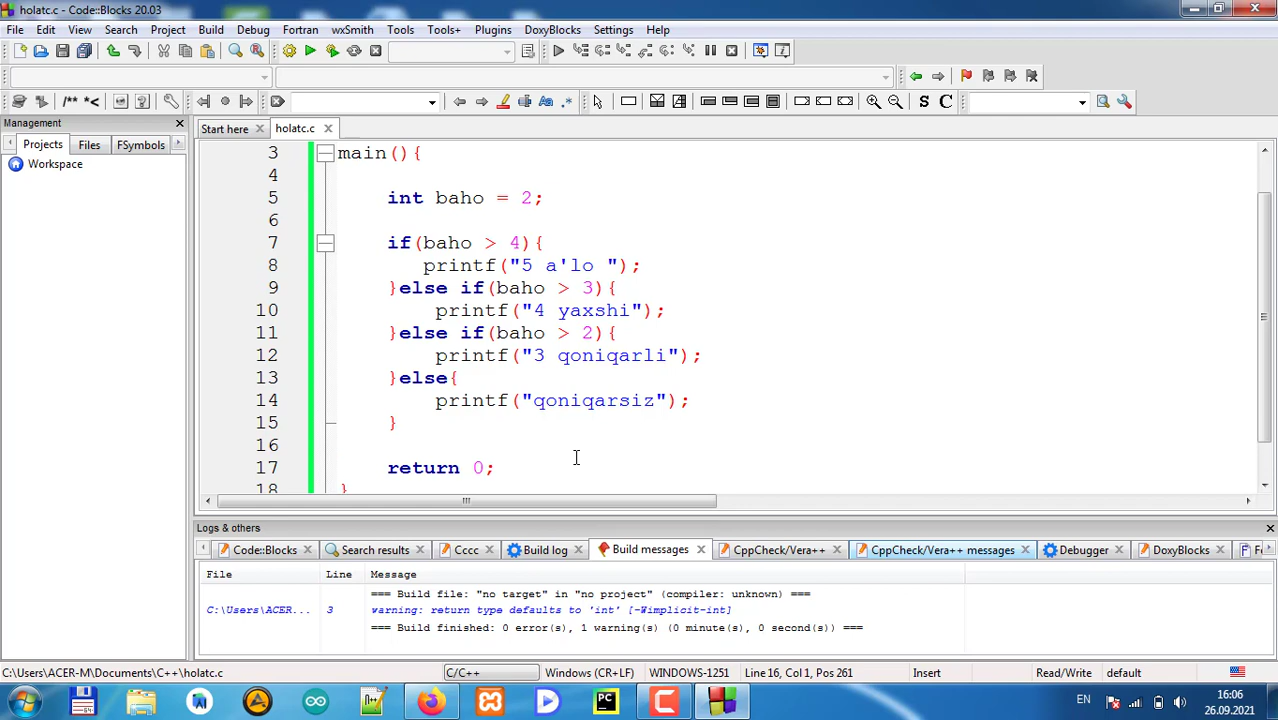 holatc.c - Code::Blocks 20.03
File Edit View Search Project Build Debug Fortran wxSmith Tools Tools+ Plugins DoxyBlocks Settings Help
/** *< S C
Management
Start here holatc.c
Projects Files FSymbols
Workspace
3 main(){
4
5 int baho = 2;
6
7 if(baho > 4){
8 printf("5 a'lo ");
9 }else if(baho > 3){
10 printf("4 yaxshi");
11 }else if(baho > 2){
12 printf("3 qoniqarli");
13 }else{
14 printf("qoniqarsiz");
15 }
16
17 return 0;
18 }
Logs & others
Code::Blocks Search results Cccc Build log Build messages CppCheck/Vera++ CppCheck/Vera++ messages Debugger DoxyBlocks
File Line Message
=== Build file: "no target" in "no project" (compiler: unknown) ===
C:\Users\ACER... 3 warning: return type defaults to 'int' [-Wimplicit-int]
=== Build finished: 0 error(s), 1 warning(s) (0 minute(s), 0 second(s)) ===
C:\Users\ACER-M\Documents\C++\holatc.c C/C++ Windows (CR+LF) WINDOWS-1251 Line 16, Col 1, Pos 261 Insert Read/Write default
PC EN 16:06
26.09.2021